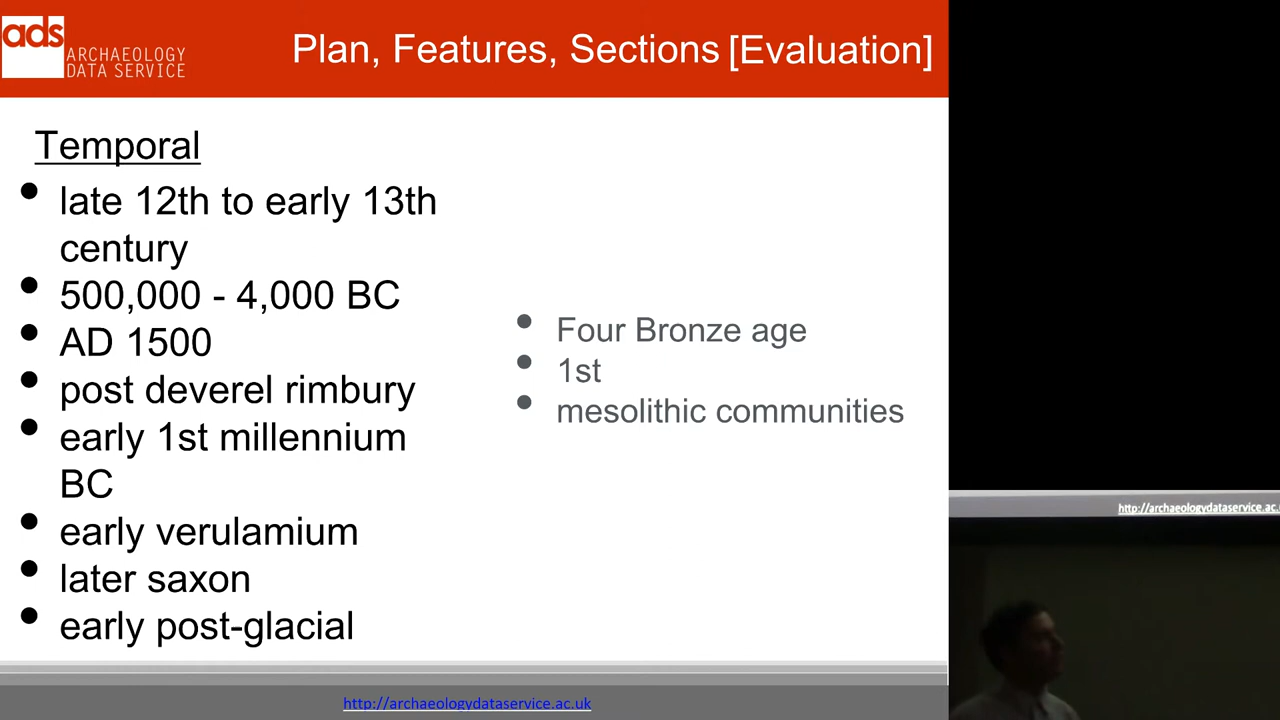 ads
ARCHAEOLOGY
DATA SERVICE
Plan, Features, Sections [Evaluation]
Temporal
• late 12th to early 13th
century
• 500,000 - 4,000 BC
• AD 1500
• post deverel rimbury
• early 1st millennium
BC
• early verulamium
• later saxon
• early post-glacial
• Four Bronze age
• 1st
• mesolithic communities
http://archaeologydataservice.ac.uk
http://archaeologydataservice.ac.